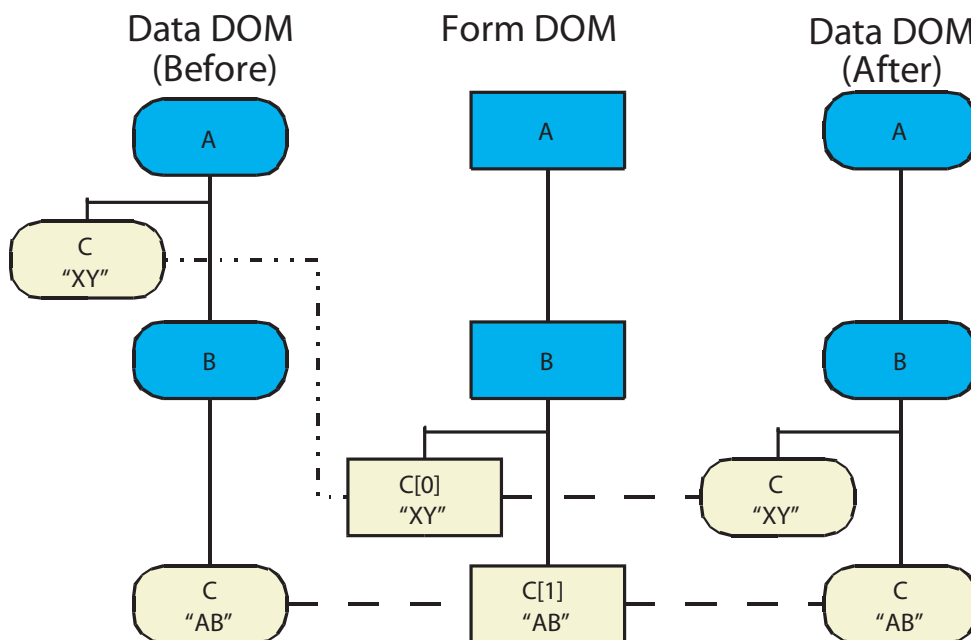 Data DOM
(Before)
Form DOM
Data DOM
(After)
A
A
A
C
“XY”
B
B
B
C[0]
“XY”
C
“XY”
C
“AB”
C[1]
“AB”
C
“AB”